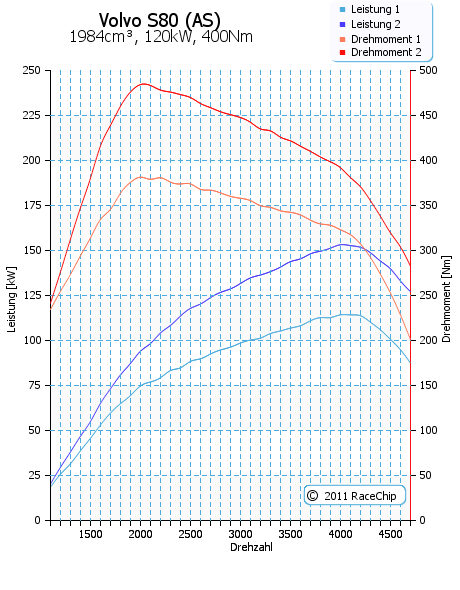 Volvo S80 (AS)
1984cm³, 120kW, 400Nm
Leistung 1
Leistung 2
Drehmoment 1
Drehmoment 2
250
225
200
175
150
125
100
75
50
25
0
Leistung [kW]
500
450
400
350
300
250
200
150
100
50
0
Drehmoment [Nm]
© 2011 RaceChip
1500 2000 2500 3000 3500 4000 4500
Drehzahl